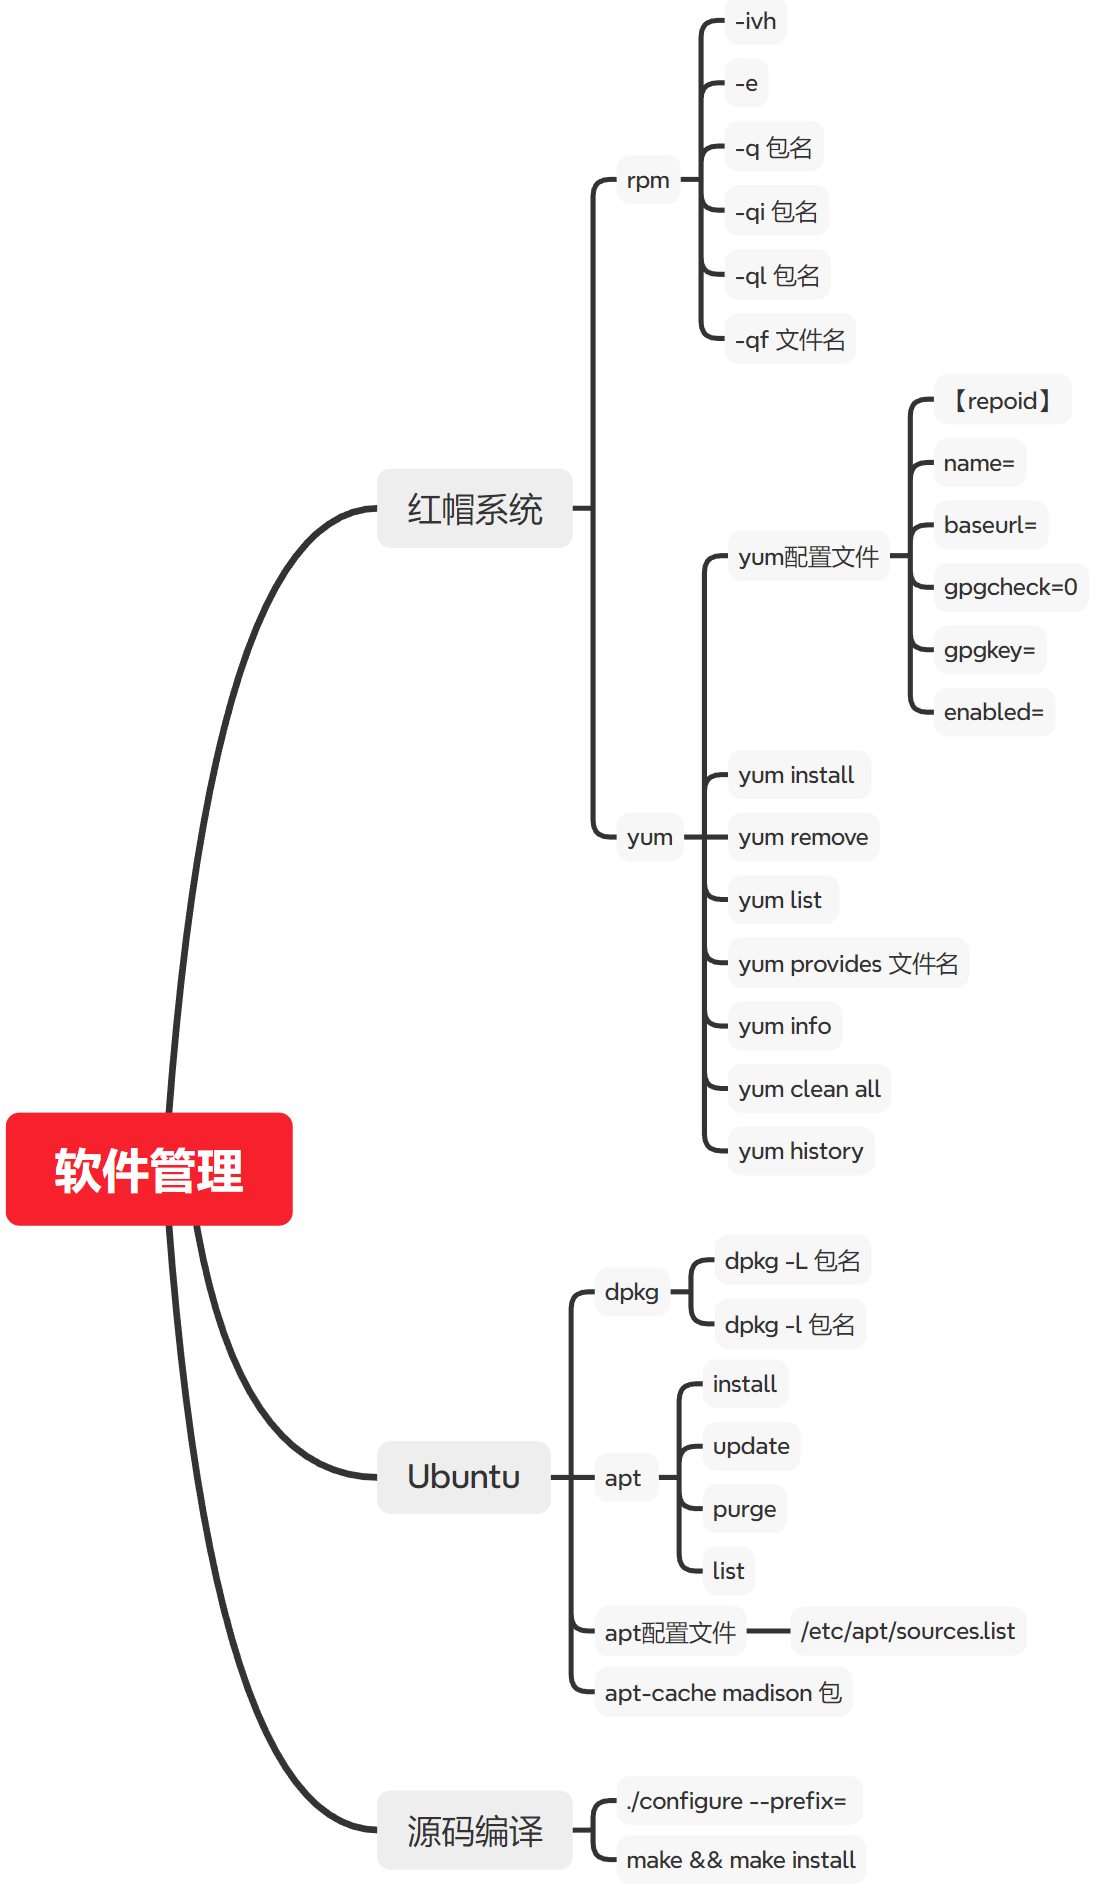 软件管理
红帽系统
rpm
-ivh
-e
-q 包名
-qi 包名
-ql 包名
-qf 文件名
yum
yum配置文件
【repoid】
name=
baseurl=
gpgcheck=0
gpgkey=
enabled=
yum install
yum remove
yum list
yum provides 文件名
yum info
yum clean all
yum history
Ubuntu
dpkg
dpkg -L 包名
dpkg -l 包名
apt
install
update
purge
list
apt配置文件
/etc/apt/sources.list
apt-cache madison 包
源码编译
./configure --prefix=
make && make install